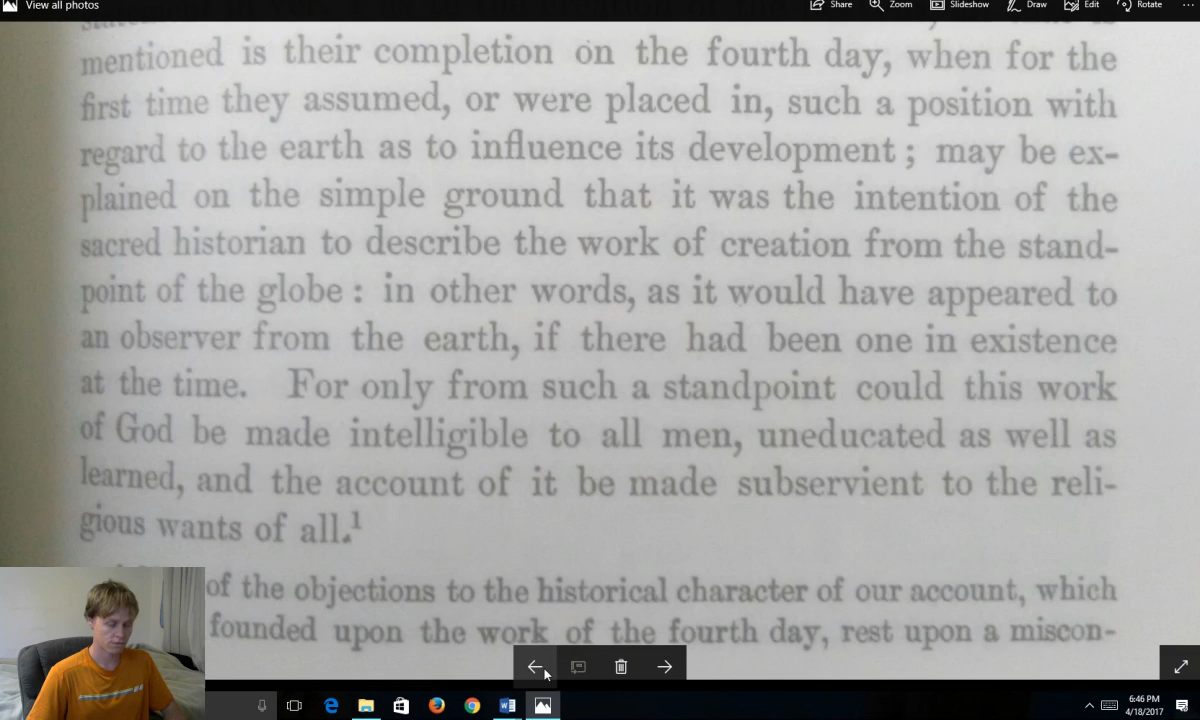 View all photos
Share Zoom Slideshow Draw Edit Rotate
mentioned is their completion on the fourth day, when for the
first time they assumed, or were placed in, such a position with
regard to the earth as to influence its development; may be ex-
plained on the simple ground that it was the intention of the
sacred historian to describe the work of creation from the stand-
point of the globe: in other words, as it would have appeared to
an observer from the earth, if there had been one in existence
at the time. For only from such a standpoint could this work
of God be made intelligible to all men, uneducated as well as
learned, and the account of it be made subservient to the reli-
gious wants of all.¹
of the objections to the historical character of our account, which
founded upon the work of the fourth day, rest upon a miscon-
6:46 PM
4/18/2017